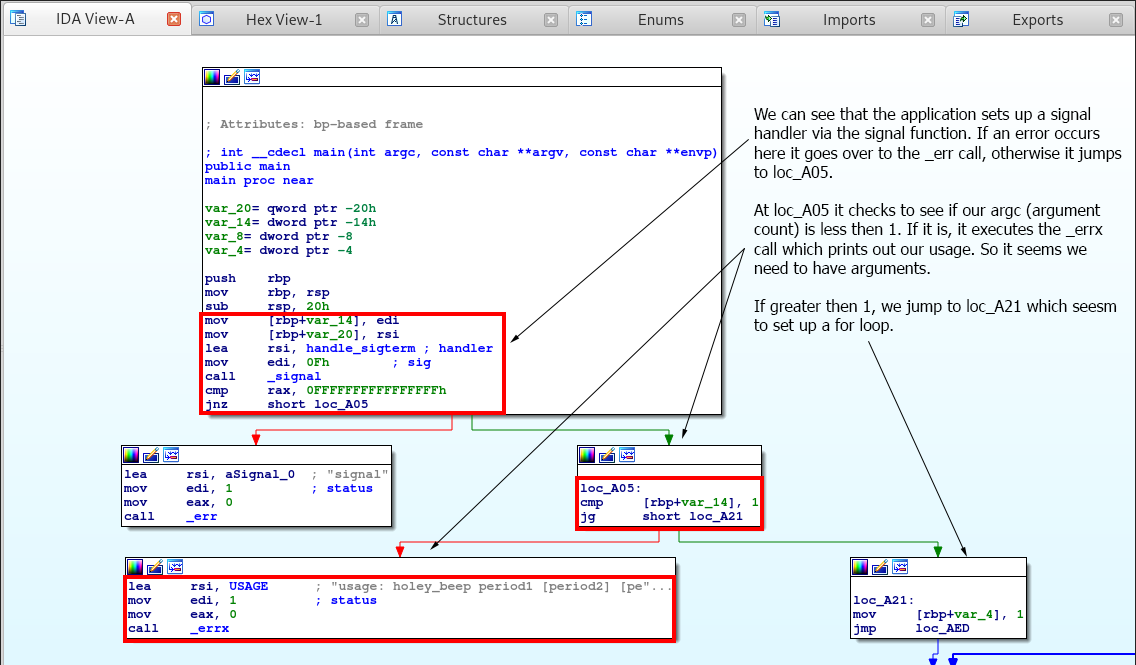 IDA View-A
Hex View-1
Structures
Enums
Imports
Exports
; Attributes: bp-based frame
; int __cdecl main(int argc, const char **argv, const char **envp)
public main
main proc near
var_20= qword ptr -20h
var_14= dword ptr -14h
var_8= dword ptr -8
var_4= dword ptr -4
push rbp
mov rbp, rsp
sub rsp, 20h
mov [rbp+var_14], edi
mov [rbp+var_20], rsi
lea rsi, handle_sigterm ; handler
mov edi, 0Fh ; sig
call _signal
cmp rax, 0FFFFFFFFFFFFFFFFh
jnz short loc_A05
We can see that the application sets up a signal
handler via the signal function. If an error occurs
here it goes over to the _err call, otherwise it jumps
to loc_A05.
At loc_A05 it checks to see if our argc (argument
count) is less then 1. If it is, it executes the _errx
call which prints out our usage. So it seems we
need to have arguments.
If greater then 1, we jump to loc_A21 which seesm
to set up a for loop.
lea rsi, aSignal_0 ; "signal"
mov edi, 1 ; status
mov eax, 0
call _err
loc_A05:
cmp [rbp+var_14], 1
jg short loc_A21
lea rsi, USAGE ; "usage: holey_beep period1 [period2] [pe"...
mov edi, 1 ; status
mov eax, 0
call _errx
loc_A21:
mov [rbp+var_4], 1
jmp loc_AED